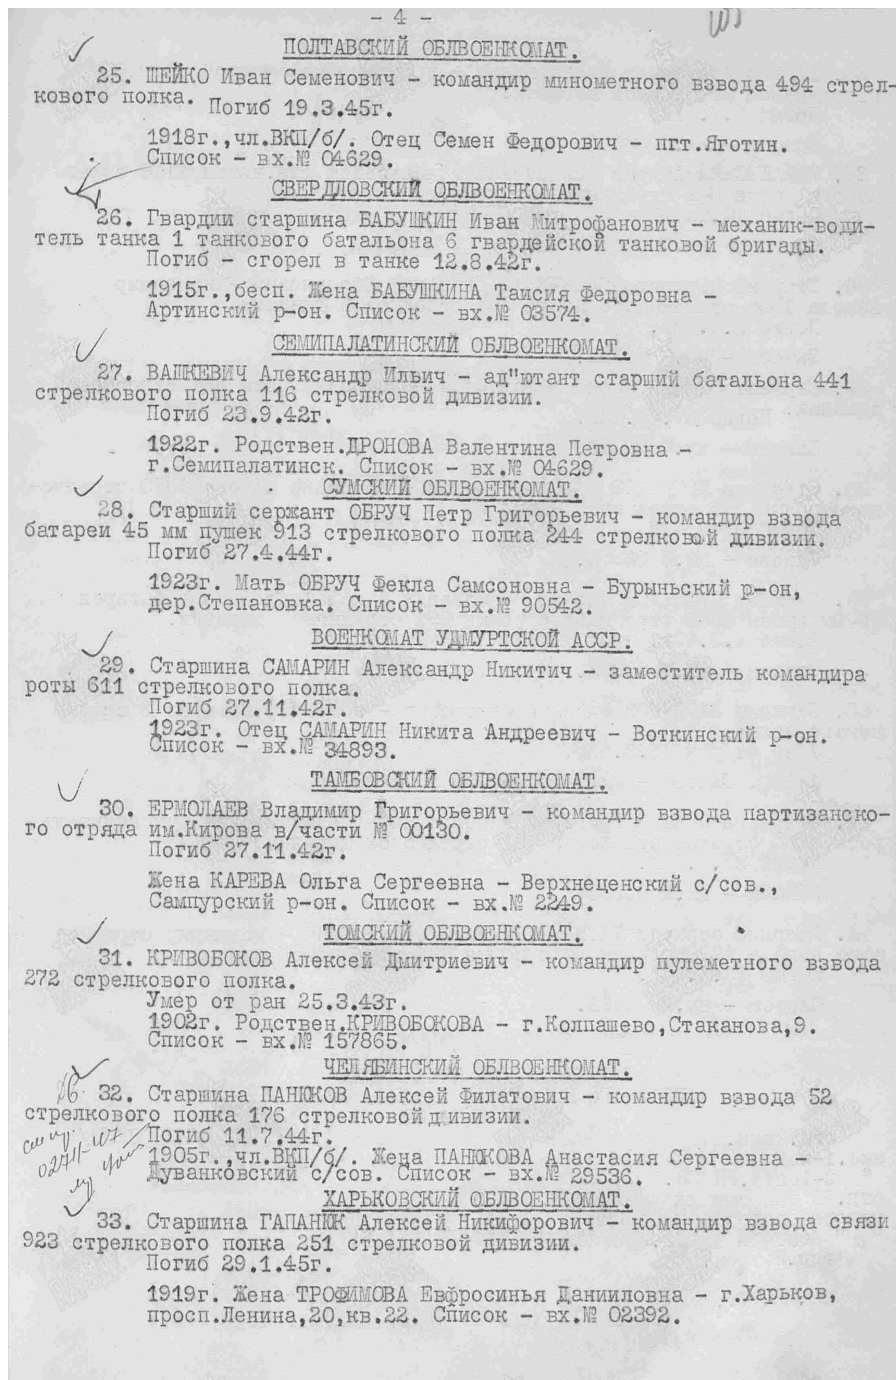 - 4 -
ПОЛТАВСКИЙ ОБЛВОЕНКОМАТ.
25. ШЕЙКО Иван Семенович - командир минометного взвода 494 стрел-
кового полка. Погиб 19.3.45г.
1918г.,чл.ВКП/б/. Отец Семен Федорович - пгт.Яготин.
Список - вх.№ 04629.
СВЕРДЛОВСКИЙ ОБЛВОЕНКОМАТ.
26. Гвардии старшина БАБУШКИН Иван Митрофанович - механик-води-
тель танка 1 танкового батальона 6 гвардейской танковой бригады.
Погиб - сгорел в танке 12.8.42г.
1915г.,бесп. Жена БАБУШКИНА Таисия Федоровна -
Артинский р-он. Список - вх.№ 03574.
СЕМИПАЛАТИНСКИЙ ОБЛВОЕНКОМАТ.
27. ВАШКЕВИЧ Александр Ильич - ад"ютант старший батальона 441
стрелкового полка 116 стрелковой дивизии.
Погиб 23.9.42г.
1922г. Родствен.ДРОНОВА Валентина Петровна -
г.Семипалатинск. Список - вх.№ 04629.
СУМСКИЙ ОБЛВОЕНКОМАТ.
28. Старший сержант ОБРУЧ Петр Григорьевич - командир взвода
батареи 45 мм пушек 913 стрелкового полка 244 стрелковой дивизии.
Погиб 27.4.44г.
1923г. Мать ОБРУЧ Фекла Самсоновна - Бурыньский р-он,
дер.Степановка. Список - вх.№ 90542.
ВОЕНКОМАТ УДМУРТСКОЙ АССР.
29. Старшина САМАРИН Александр Никитич - заместитель командира
роты 611 стрелкового полка.
Погиб 27.11.42г.
1923г. Отец САМАРИН Никита Андреевич - Воткинский р-он.
Список - вх.№ 34893.
ТАМБОВСКИЙ ОБЛВОЕНКОМАТ.
30. ЕРМОЛАЕВ Владимир Григорьевич - командир взвода партизанско-
го отряда им.Кирова в/части № 00130.
Погиб 27.11.42г.
Жена КАРЕВА Ольга Сергеевна - Верхнеценский с/сов.,
Сампурский р-он. Список - вх.№ 2249.
ТОМСКИЙ ОБЛВОЕНКОМАТ.
31. КРИВОБОКОВ Алексей Дмитриевич - командир пулеметного взвода
272 стрелкового полка.
Умер от ран 25.3.43г.
1902г. Родствен.КРИВОБОКОВА - г.Колпашево,Стаканова,9.
Список - вх.№ 157865.
ЧЕЛЯБИНСКИЙ ОБЛВОЕНКОМАТ.
32. Старшина ПАНЮКОВ Алексей Филатович - командир взвода 52
стрелкового полка 176 стрелковой дивизии.
Погиб 11.7.44г.
1905г.,чл.ВКП/б/. Жена ПАНЮКОВА Анастасия Сергеевна -
Дуванковский с/сов. Список - вх.№ 29536.
ХАРЬКОВСКИЙ ОБЛВОЕНКОМАТ.
33. Старшина ГАПАНЮК Алексей Никифорович - командир взвода связи
923 стрелкового полка 251 стрелковой дивизии.
Погиб 29.1.45г.
1919г. Жена ТРОФИМОВА Евфросинья Данииловна - г.Харьков,
просп.Ленина,20,кв.22. Список - вх.№ 02392.